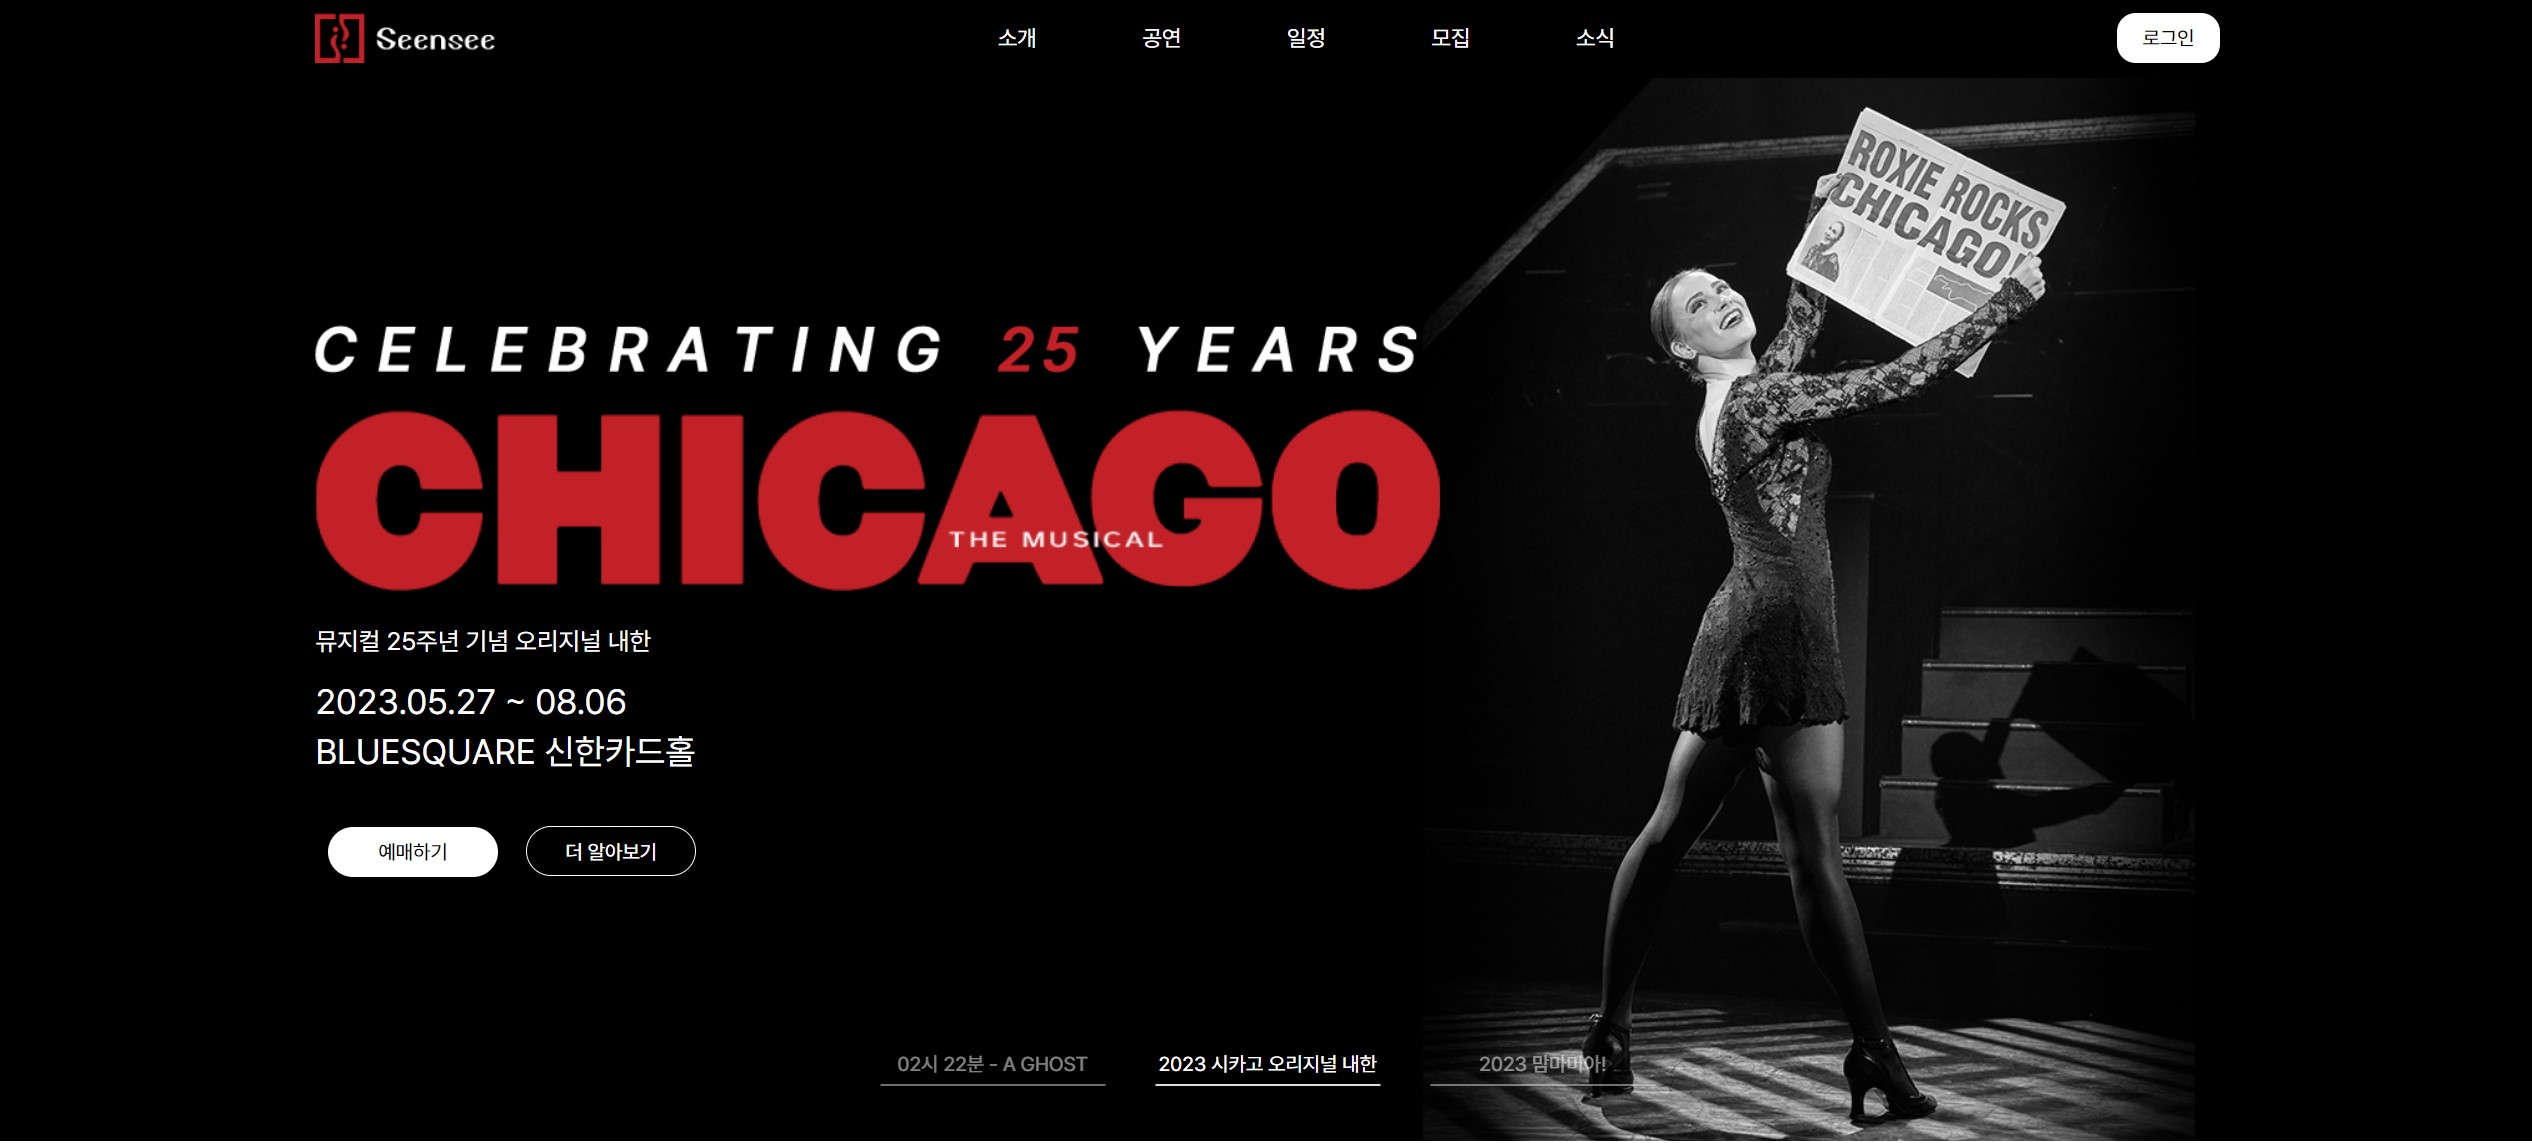 Seensee
소개 공연 일정 모집 소식
로그인
ROXIE ROCKS
CHICAGO!
CELEBRATING 25 YEARS
CHICAGO
THE MUSICAL
뮤지컬 25주년 기념 오리지널 내한
2023.05.27 ~ 08.06
BLUESQUARE 신한카드홀
예매하기 더 알아보기
02시 22분 - A GHOST 2023 시카고 오리지널 내한 2023 맘마미아!